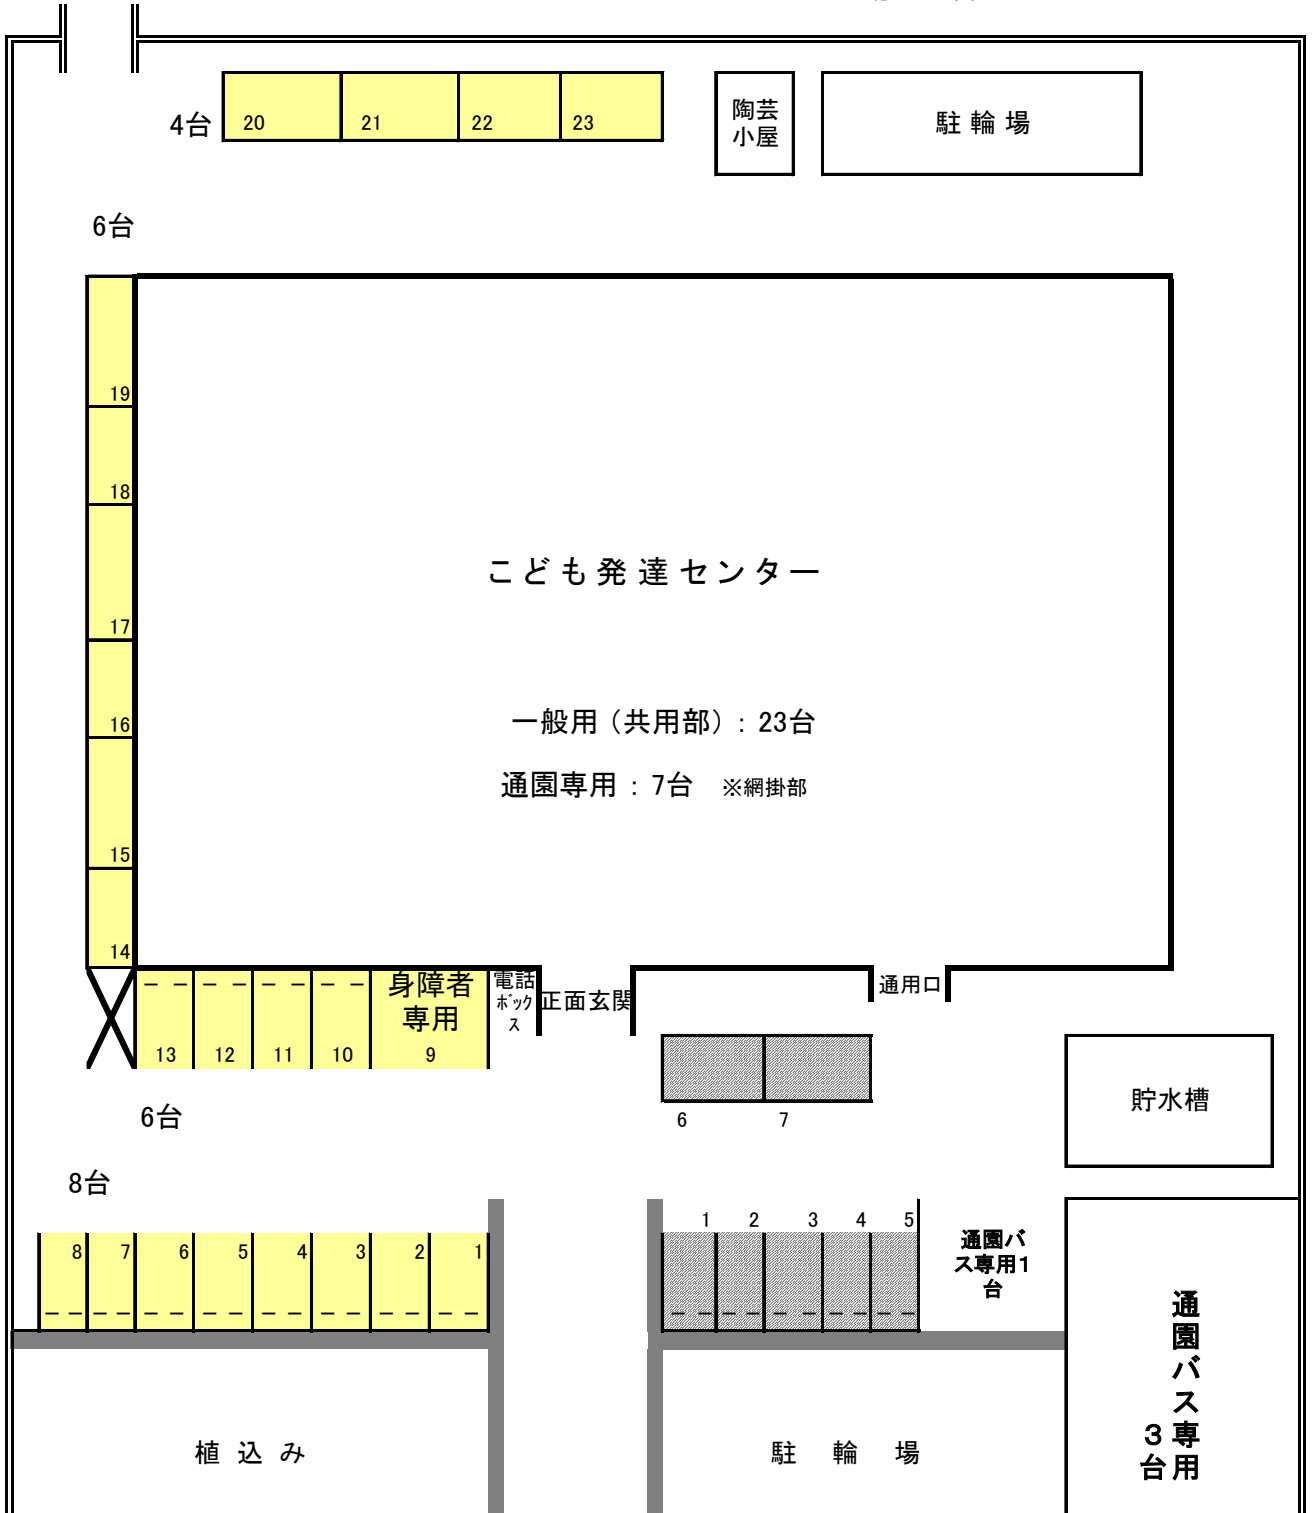 4台
20 21 22 23
陶芸
小屋
駐輪場
6台
19
18
17
16
15
14
こども発達センター
一般用（共用部）：23台
通園専用：7台 ※網掛部
身障者
専用
9
13 12 11 10
電話
ボック
ス
正面玄関
通用口
6 7
貯水槽
6台
8台
8 7 6 5 4 3 2 1
1 2 3 4 5
通園バ
ス専用1
台
通園バス専用
３台
植込み
駐輪場